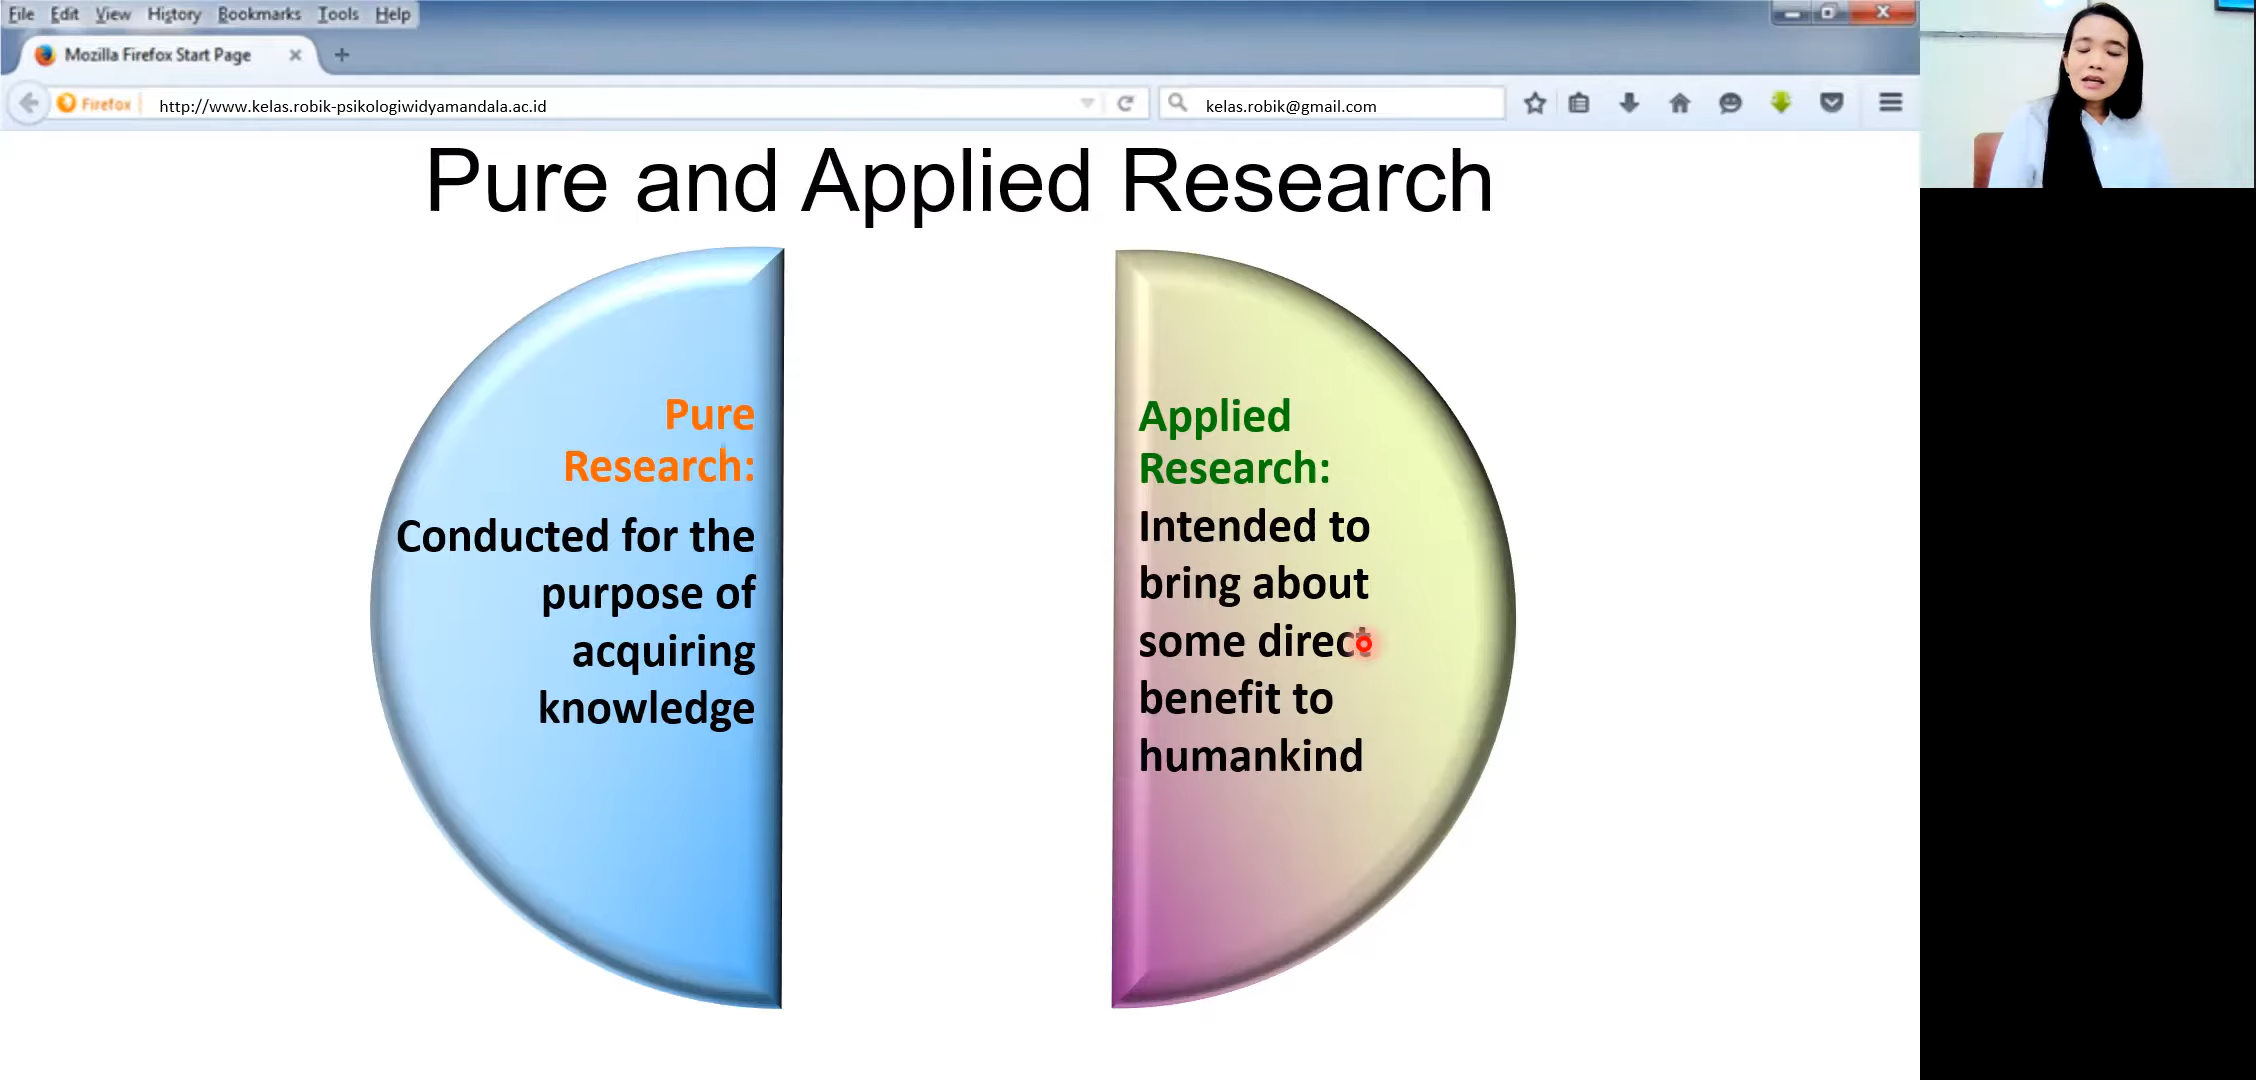 File Edit View History Bookmarks Tools Help
Mozilla Firefox Start Page
Firefox http://www.kelas.robik-psikologiwidyamandala.ac.id kelas.robik@gmail.com
Pure and Applied Research
Pure
Research:
Conducted for the
purpose of
acquiring
knowledge
Applied
Research:
Intended to
bring about
some direct
benefit to
humankind